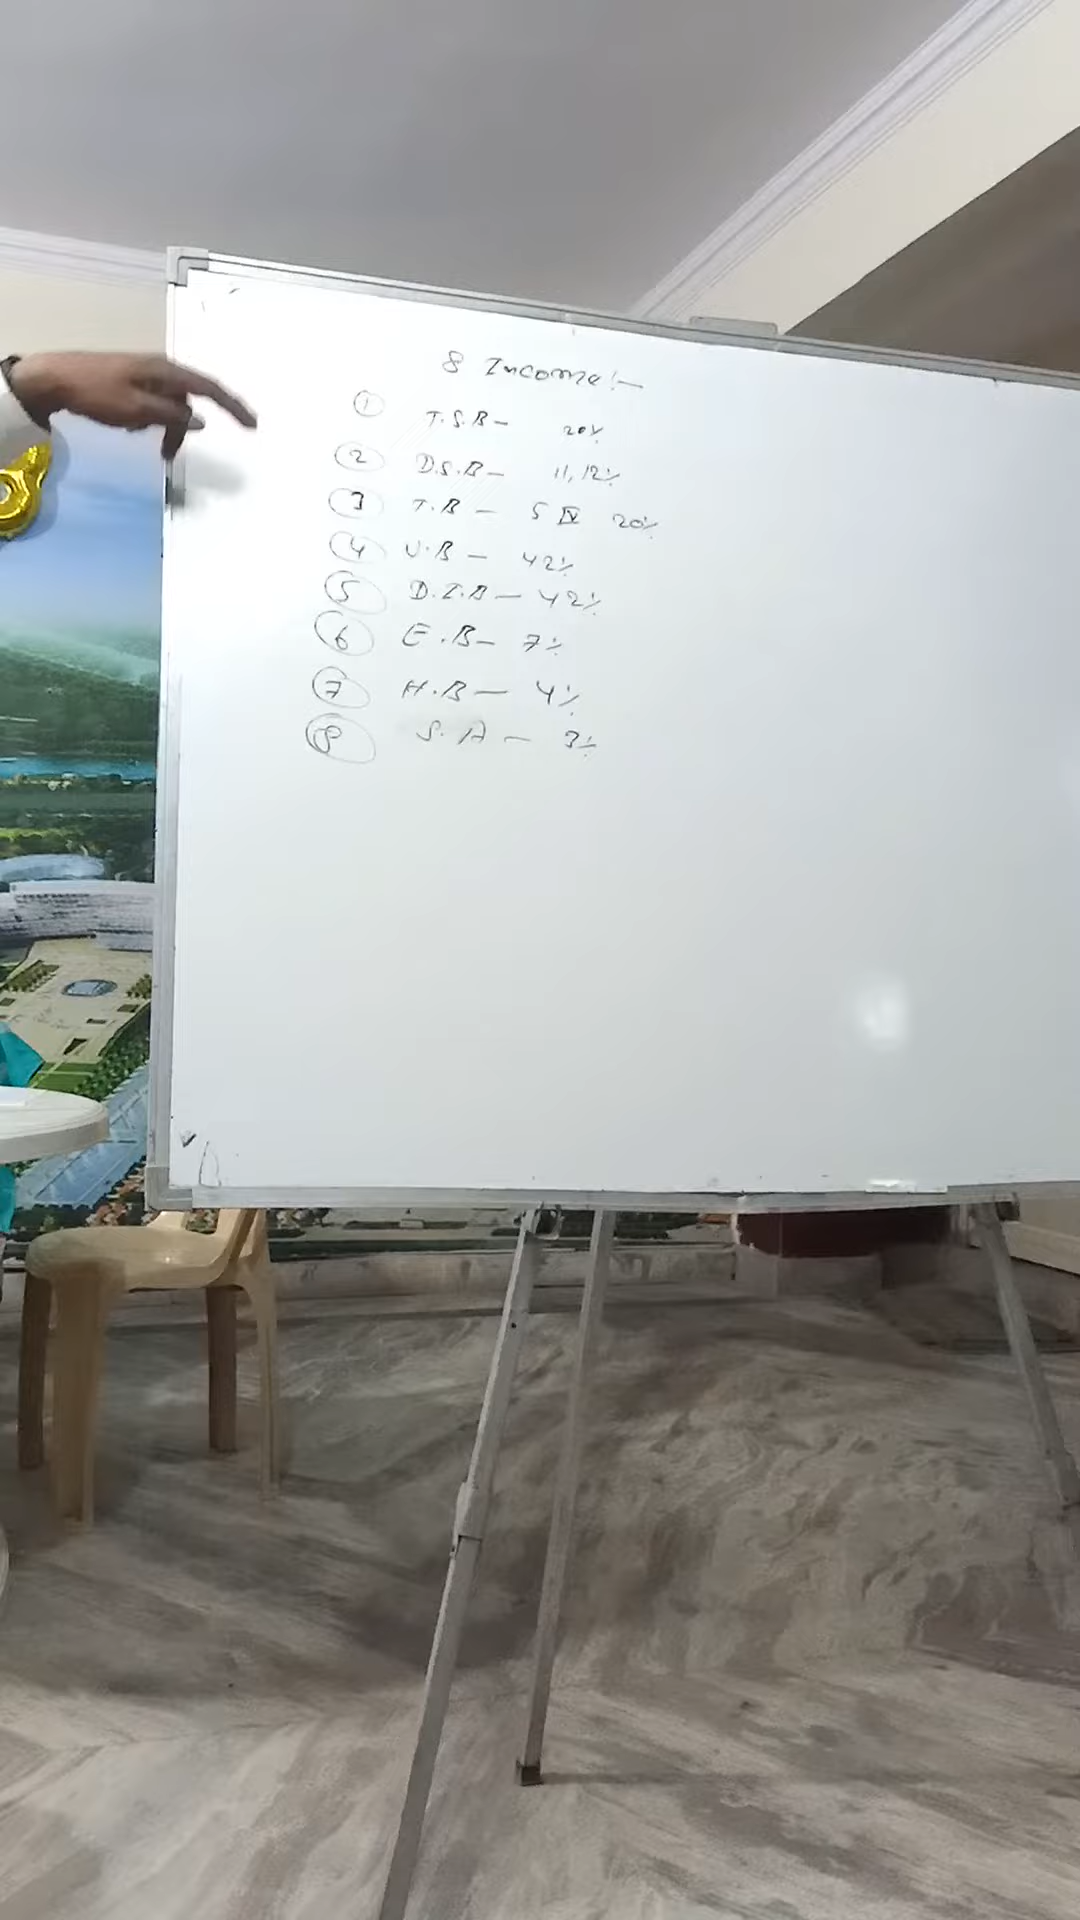 8 Income:-
① T.S.B - 20%
② D.S.B - 11,12%
③ T.B - 5 IV 20%
④ U.B - 42%
⑤ D.I.B - 42%
⑥ E.B - 7%
⑦ H.B - 4%
⑧ S.A - 3%